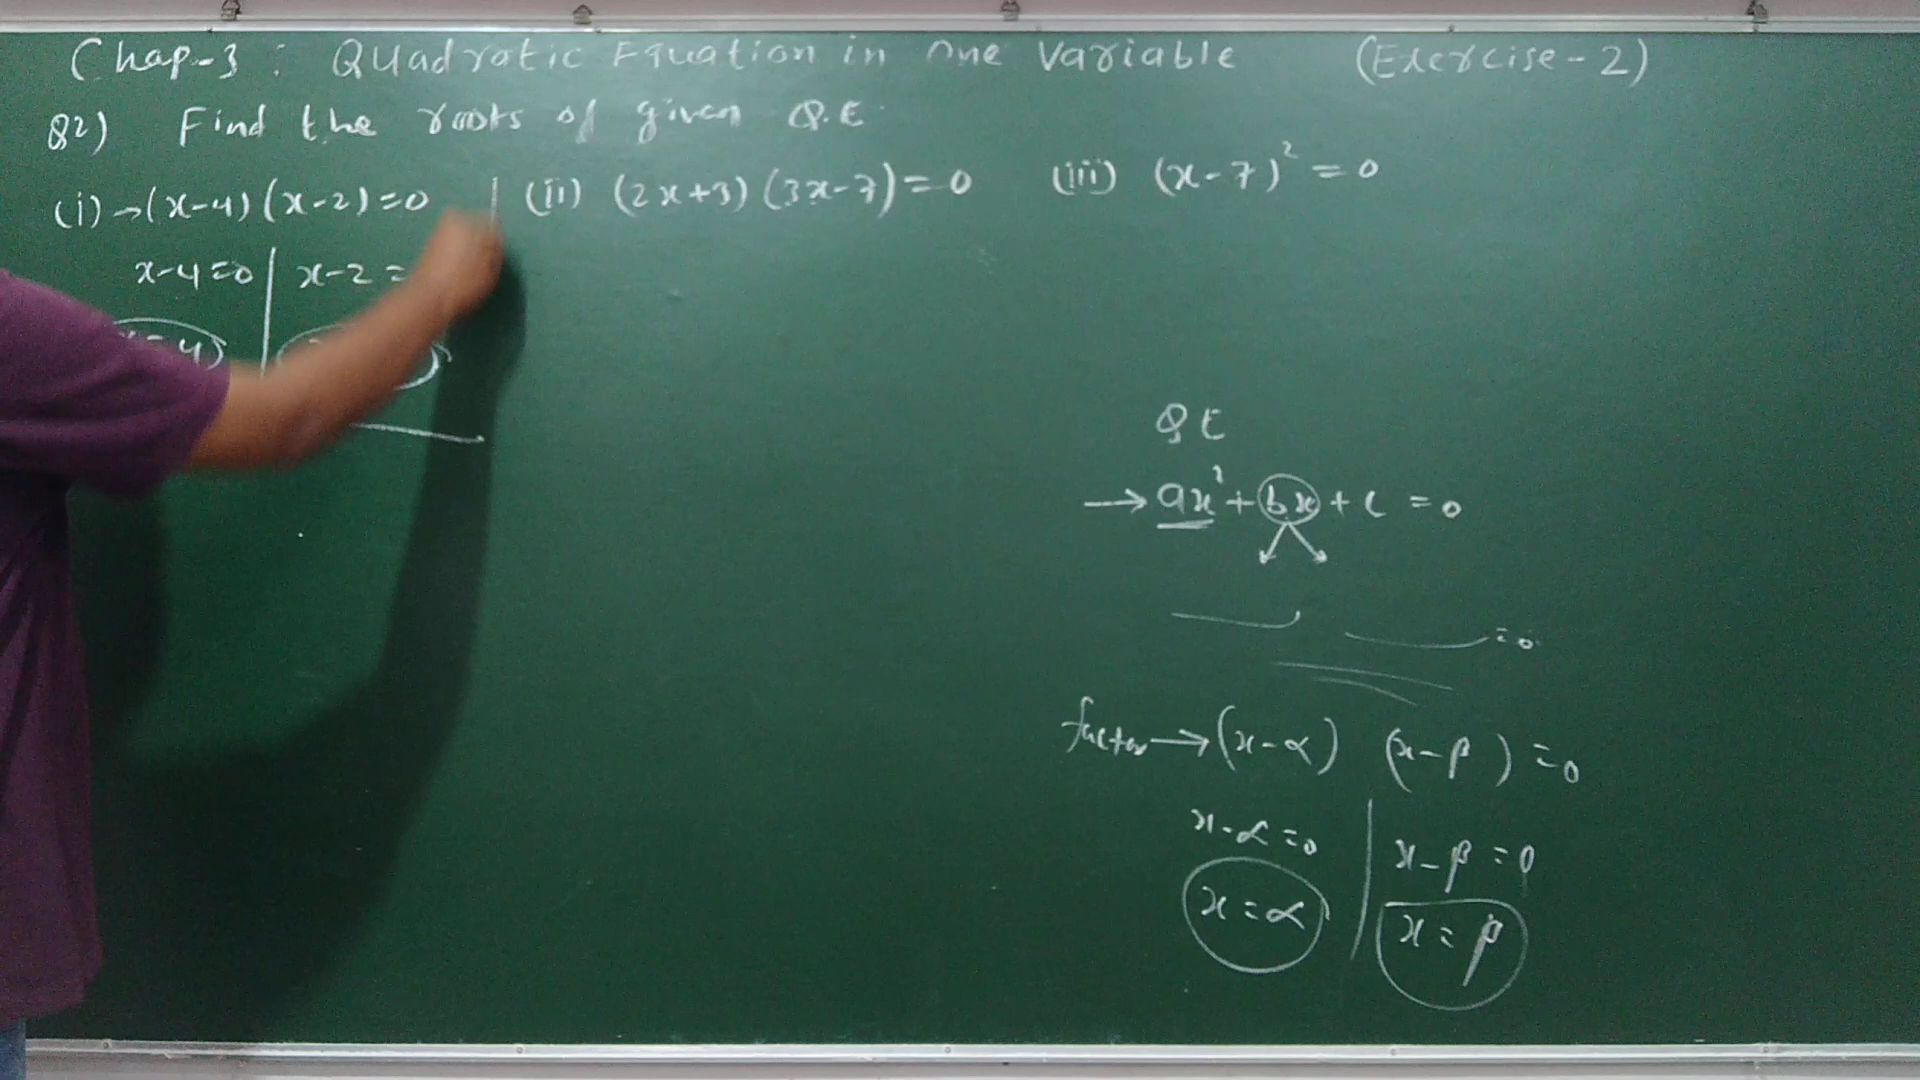 Chap-3 : Quadratic Equation in One Variable (Exercise-2)
Q2) Find the roots of given Q.E
(i) →(x-4)(x-2)=0 (ii) (2x+3)(3x-7)=0 (iii) (x-7)²=0
x-4=0 | x-2=
4
Q E
→ ax²+bx+c=0
=0
factor→(x-α) (x-β)=0
x-α=0 | x-β=0
x=α | x=β